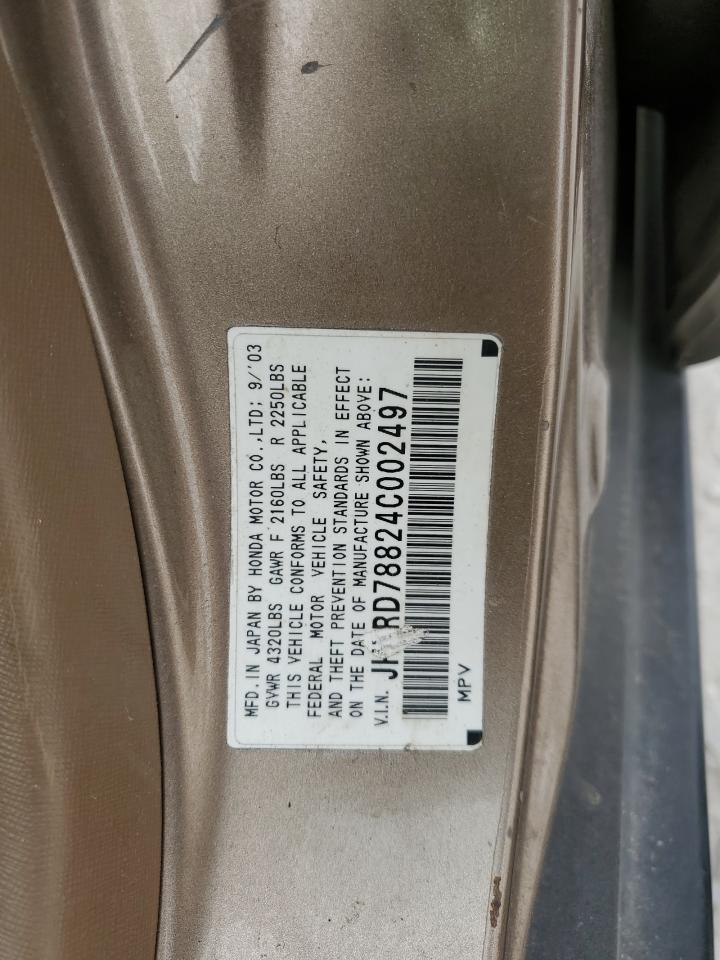 MFD. IN JAPAN BY HONDA MOTOR CO.,LTD; 9/'03
GVWR 4320LBS GAWR F 2160LBS R 2250LBS
THIS VEHICLE CONFORMS TO ALL APPLICABLE
FEDERAL MOTOR VEHICLE SAFETY,
AND THEFT PREVENTION STANDARDS IN EFFECT
ON THE DATE OF MANUFACTURE SHOWN ABOVE:
V.I.N.
MPV